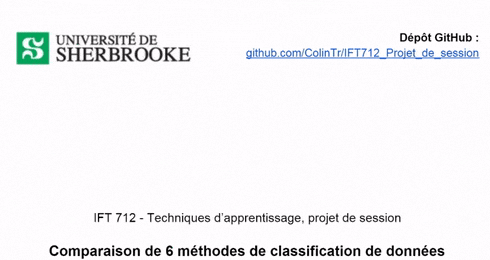 UNIVERSITÉ DE
SHERBROOKE
Dépôt GitHub :
github.com/ColinTr/IFT712_Projet_de_session
IFT 712 - Techniques d'apprentissage, projet de session
Comparaison de 6 méthodes de classification de données